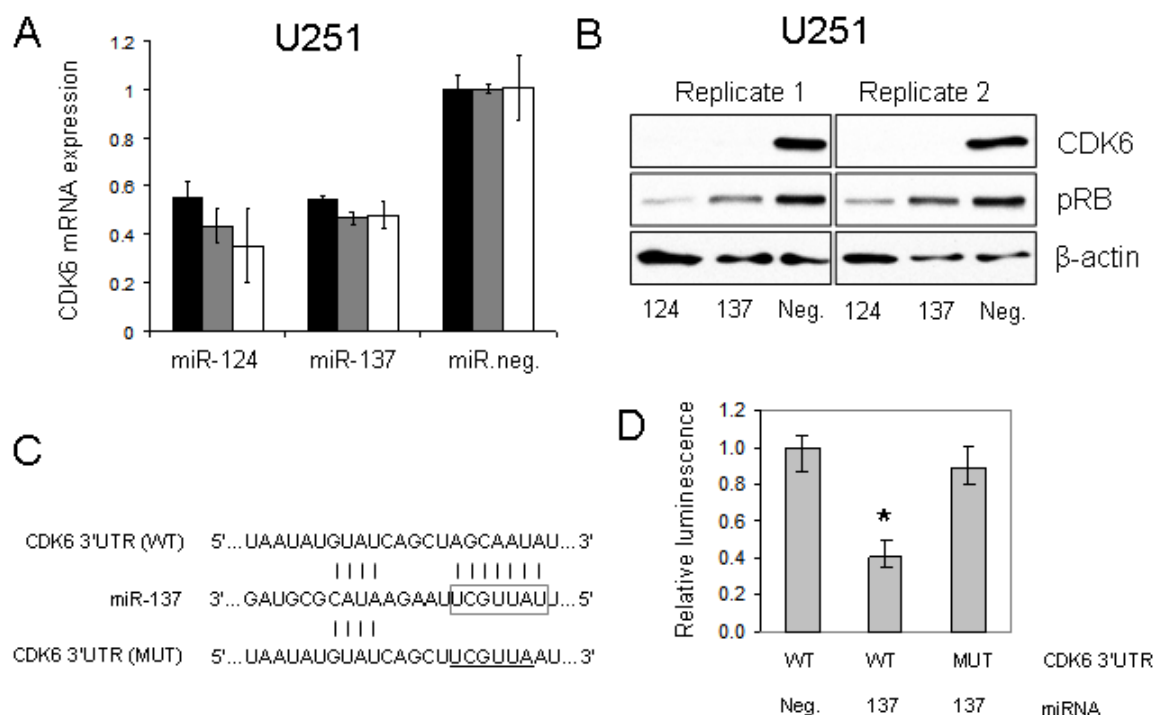 A
U251
CDK6 mRNA expression
1.2
1
0.8
0.6
0.4
0.2
0
miR-124 miR-137 miR.neg.
B
U251
Replicate 1 Replicate 2
CDK6
pRB
β-actin
124 137 Neg. 124 137 Neg.
C
CDK6 3'UTR (WT) 5'...UAAUAUGUAUCAGCUAGCAAUAU...3'
miR-137 3'...GAUGCGCAUAAGAAUUCGUUAUU...5'
CDK6 3'UTR (MUT) 5'...UAAUAUGUAUCAGCUUCGUUAAU...3'
D
Relative luminescence
1.2
1.0
0.8
0.6
0.4
0.2
0.0
*
WT WT MUT CDK6 3'UTR
Neg. 137 137 miRNA